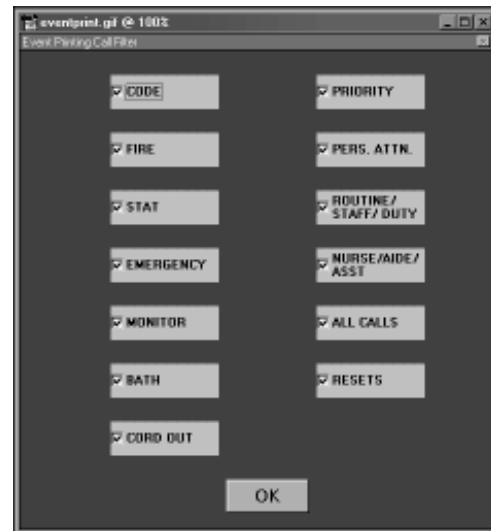 eventprint.gif @ 100%
Event Printing Call Filter
CODE
FIRE
STAT
EMERGENCY
MONITOR
BATH
CORD OUT
PRIORITY
PERS. ATTN.
ROUTINE/
STAFF/ DUTY
NURSE/AIDE/
ASST
ALL CALLS
RESETS
OK